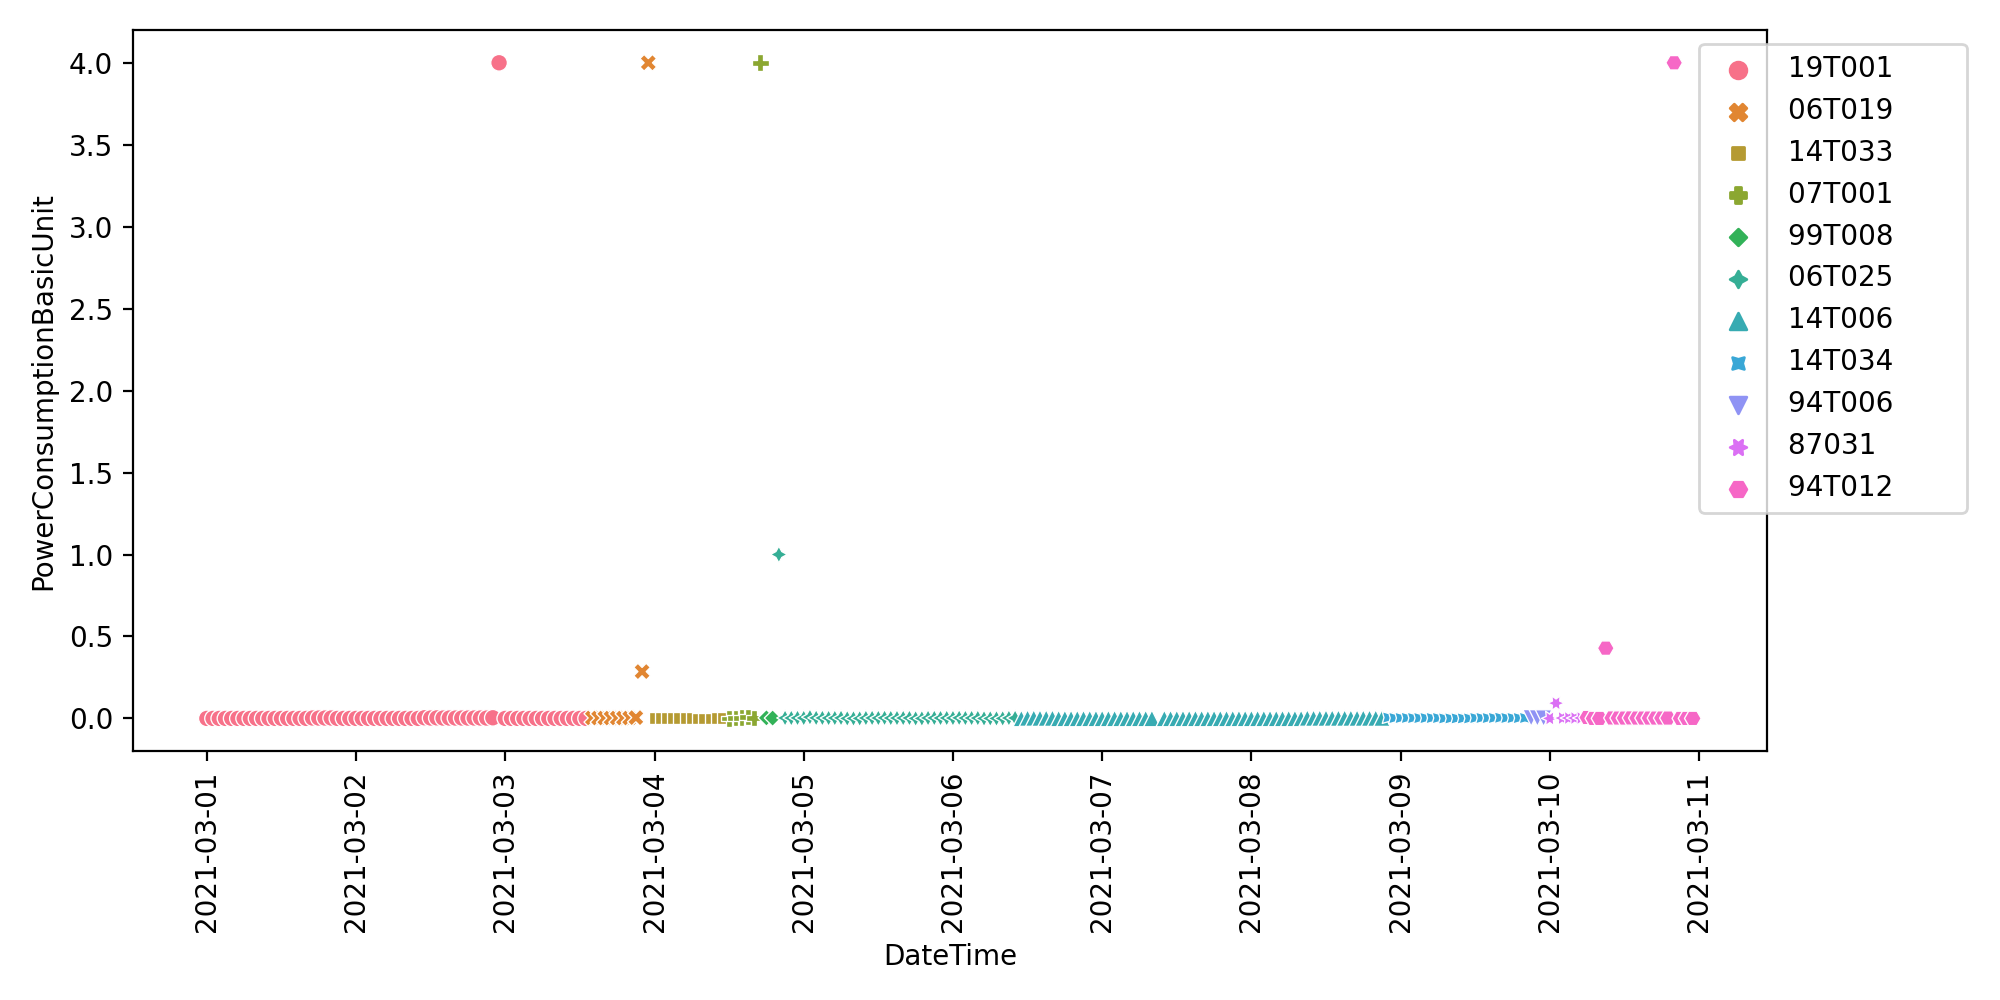 4.0
3.5
3.0
2.5
2.0
1.5
1.0
0.5
0.0
PowerConsumptionBasicUnit
2021-03-01
2021-03-02
2021-03-03
2021-03-04
2021-03-05
2021-03-06
2021-03-07
2021-03-08
2021-03-09
2021-03-10
2021-03-11
DateTime
19T001
06T019
14T033
07T001
99T008
06T025
14T006
14T034
94T006
87031
94T012